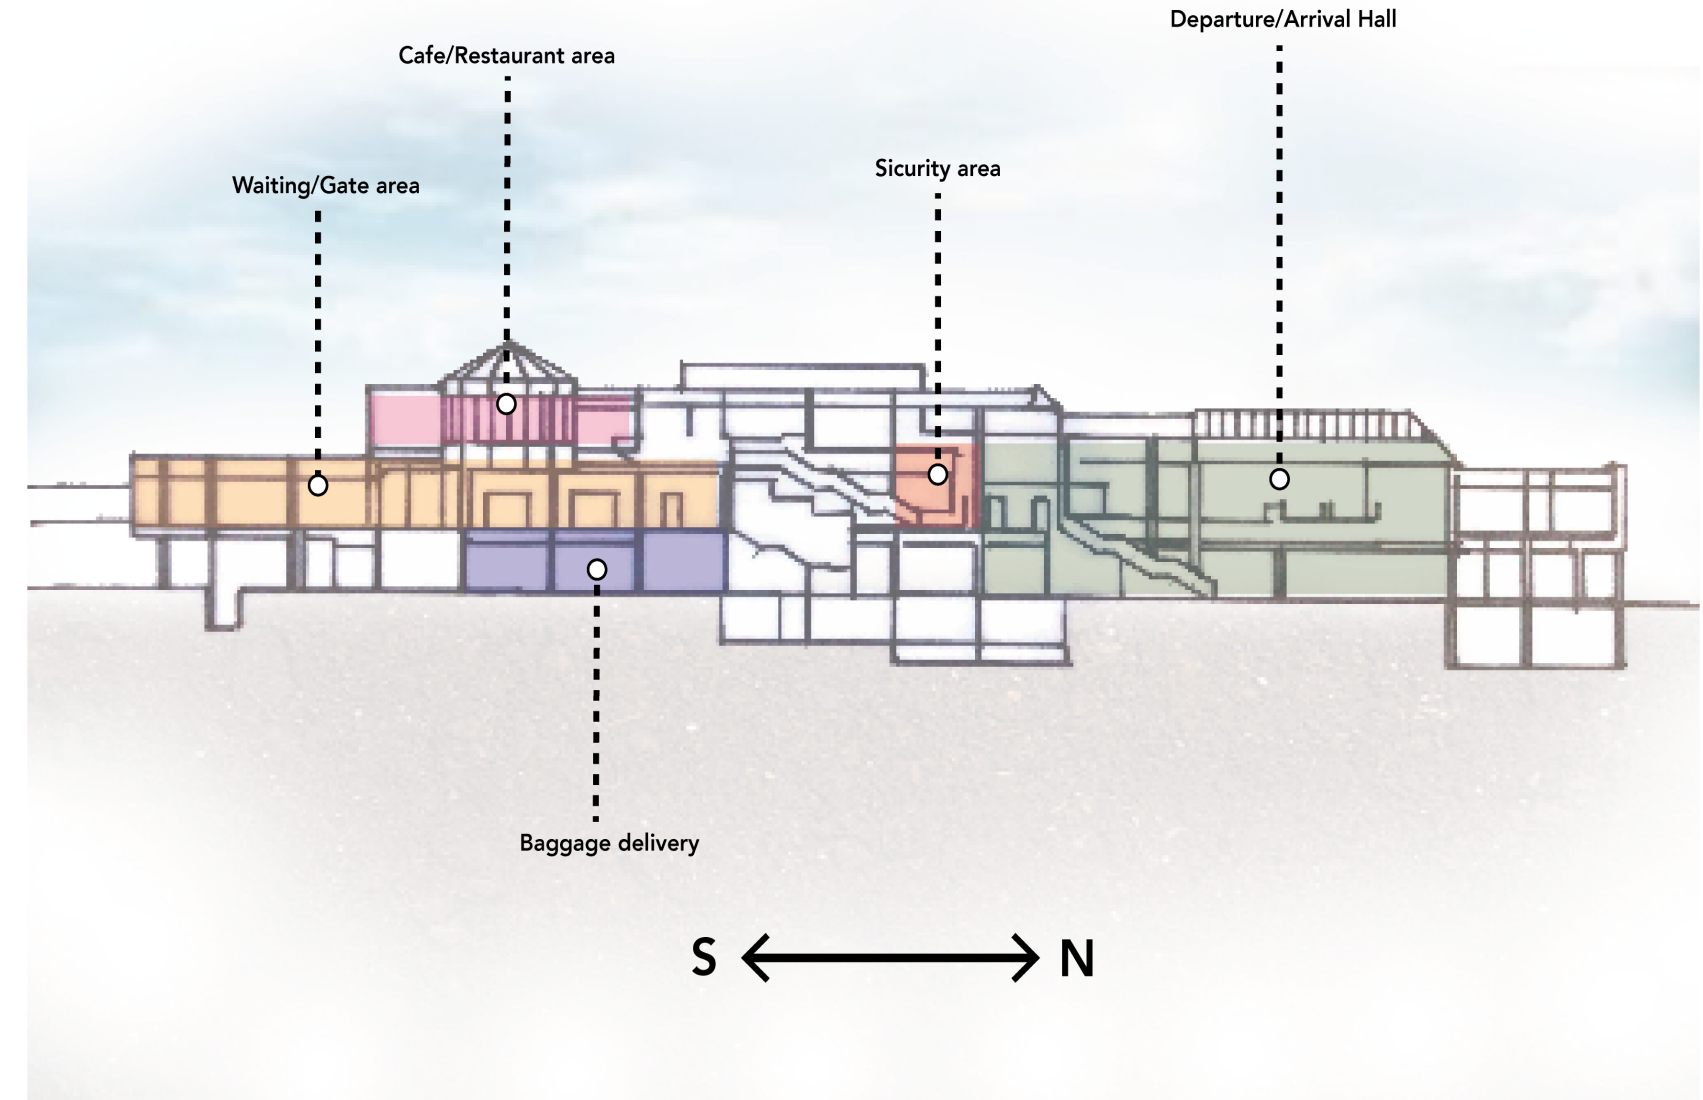 Departure/Arrival Hall
Cafe/Restaurant area
Sicurity area
Waiting/Gate area
Baggage delivery
S N